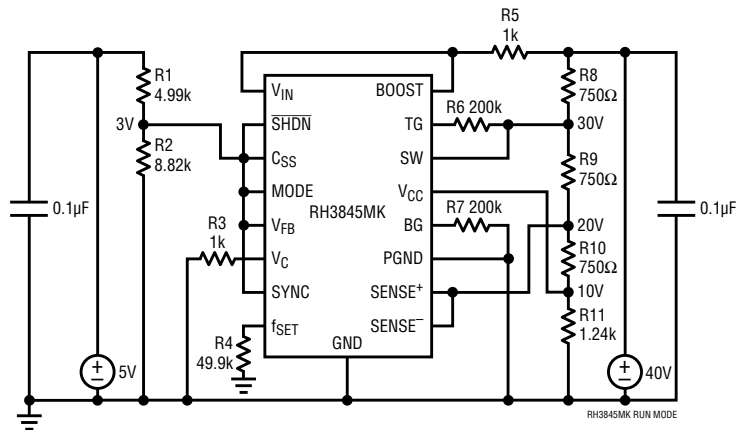 R5
1k
R1
4.99k
3V
R2
8.82k
0.1µF
R3
1k
R4
49.9k
5V
V_IN
S̅H̅D̅N̅
C_SS
MODE
V_FB
V_C
SYNC
f_SET
RH3845MK
GND
BOOST
TG
SW
V_CC
BG
PGND
SENSE⁺
SENSE⁻
R6 200k
R7 200k
R8
750Ω
30V
R9
750Ω
20V
R10
750Ω
10V
R11
1.24k
0.1µF
40V
RH3845MK RUN MODE